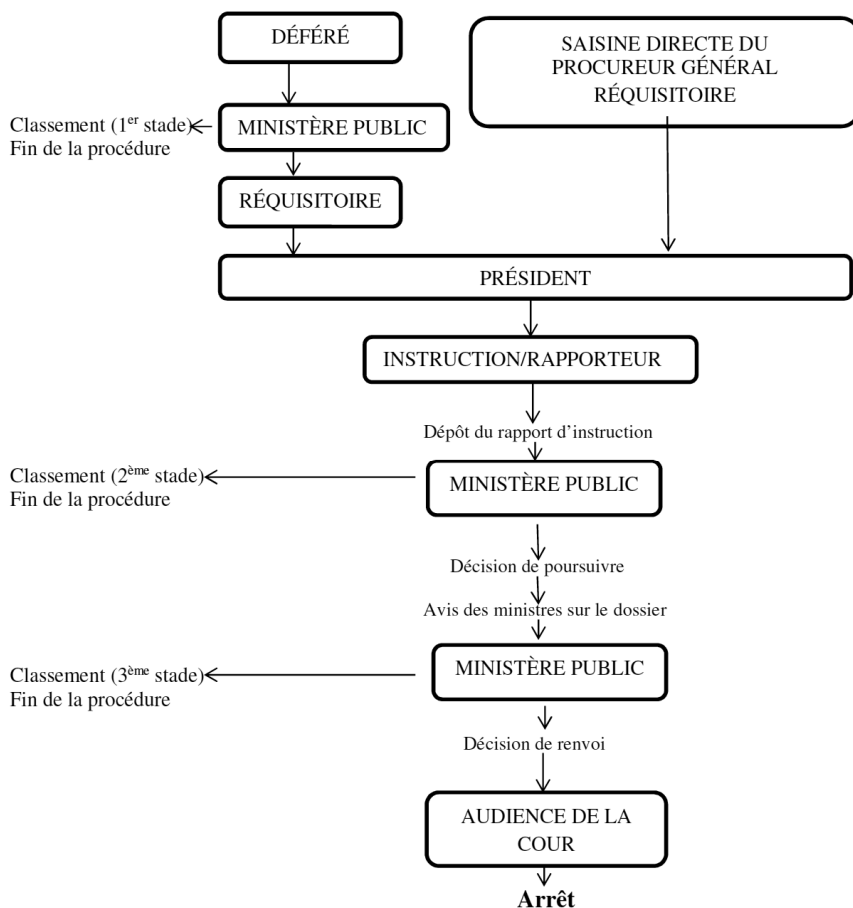 DÉFÉRÉ
SAISINE DIRECTE DU
PROCUREUR GÉNÉRAL
RÉQUISITOIRE
Classement (1er stade)
Fin de la procédure
MINISTÈRE PUBLIC
RÉQUISITOIRE
PRÉSIDENT
INSTRUCTION/RAPPORTEUR
Dépôt du rapport d’instruction
Classement (2ème stade)
Fin de la procédure
MINISTÈRE PUBLIC
Décision de poursuivre
Avis des ministres sur le dossier
Classement (3ème stade)
Fin de la procédure
MINISTÈRE PUBLIC
Décision de renvoi
AUDIENCE DE LA
COUR
Arrêt